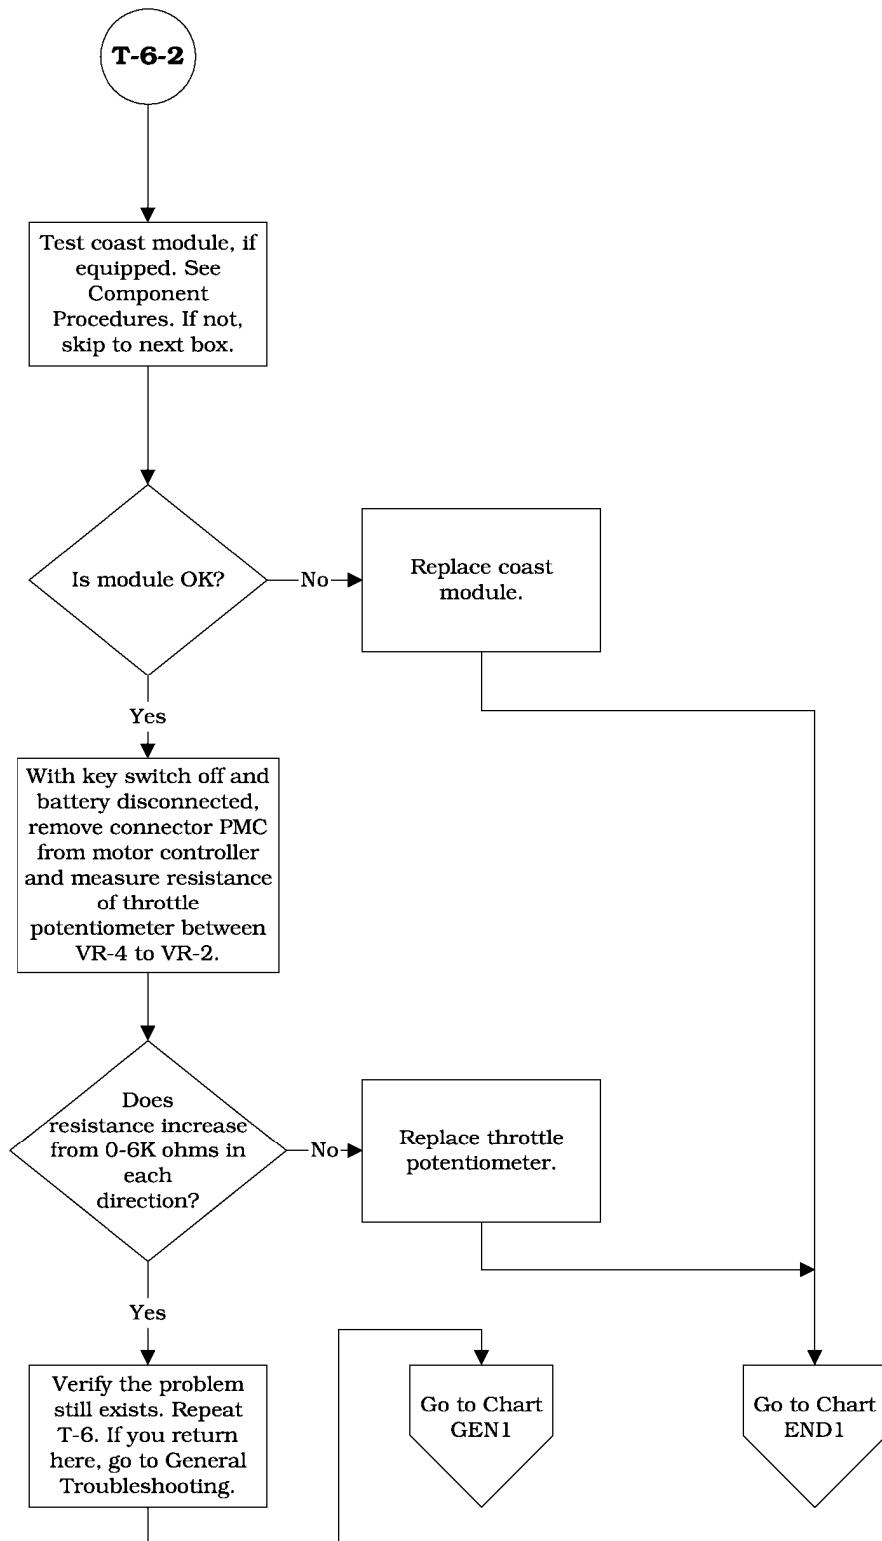 T-6-2
Test coast module, if
equipped. See
Component
Procedures. If not,
skip to next box.
Is module OK?
No
Replace coast
module.
Yes
With key switch off and
battery disconnected,
remove connector PMC
from motor controller
and measure resistance
of throttle
potentiometer between
VR-4 to VR-2.
Does
resistance increase
from 0-6K ohms in
each
direction?
No
Replace throttle
potentiometer.
Yes
Verify the problem
still exists. Repeat
T-6. If you return
here, go to General
Troubleshooting.
Go to Chart
GEN1
Go to Chart
END1